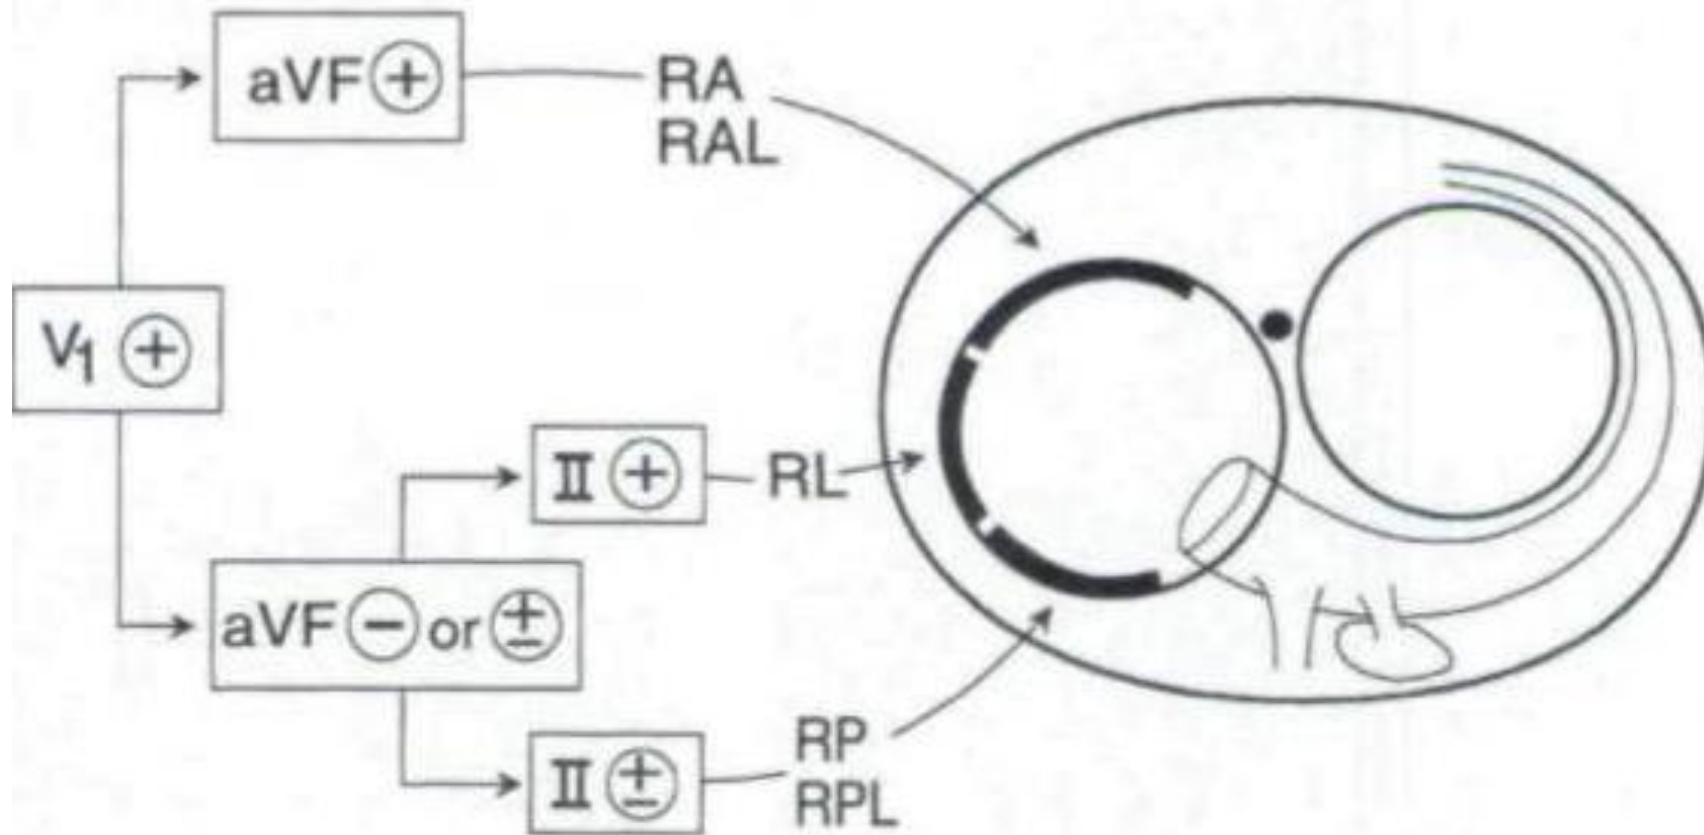 aVF ⊕
RA
RAL
V1 ⊕
II ⊕
RL
aVF ⊖ or ±
II ±
RP
RPL